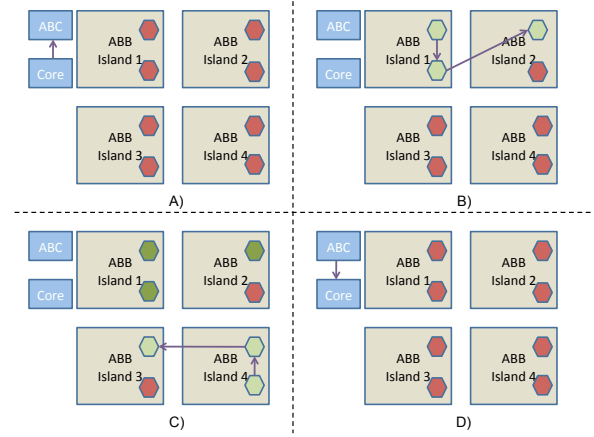 ABC
Core
ABB
Island 1
ABB
Island 2
ABB
Island 3
ABB
Island 4
A)
ABC
Core
ABB
Island 1
ABB
Island 2
ABB
Island 3
ABB
Island 4
B)
ABC
Core
ABB
Island 1
ABB
Island 2
ABB
Island 3
ABB
Island 4
C)
ABC
Core
ABB
Island 1
ABB
Island 2
ABB
Island 3
ABB
Island 4
D)